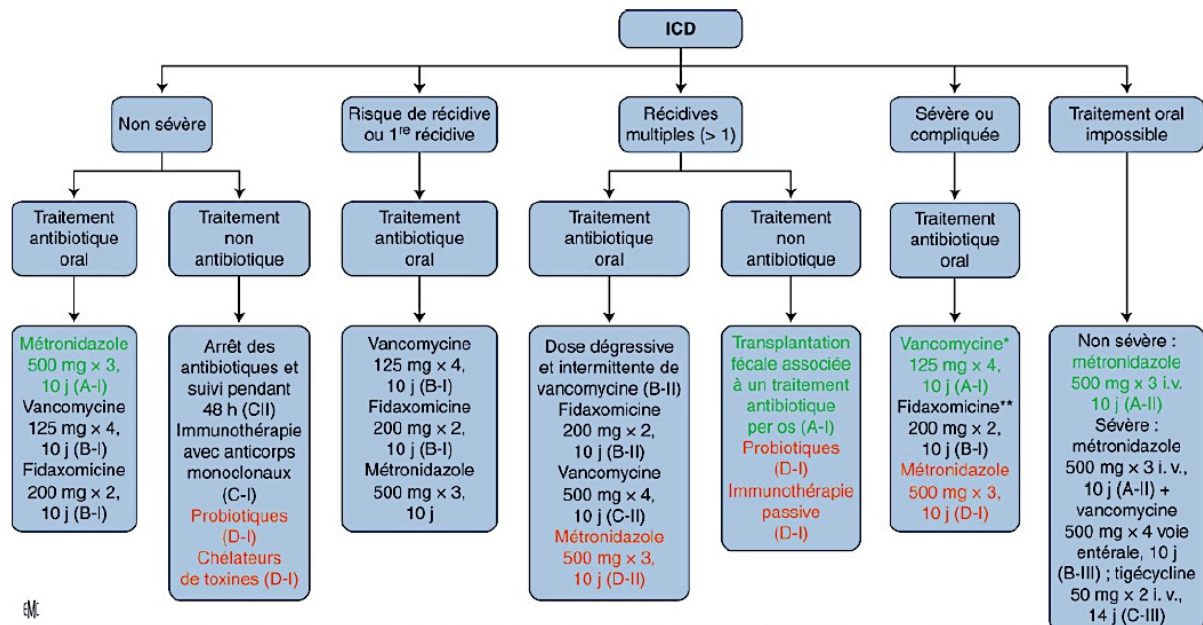 ICD
Non sévère
Risque de récidive
ou 1re récidive
Récidives
multiples (> 1)
Sévère ou
compliquée
Traitement oral
impossible
Traitement
antibiotique
oral
Traitement
non
antibiotique
Traitement
antibiotique
oral
Traitement
antibiotique
oral
Traitement
non
antibiotique
Traitement
antibiotique
oral
Métronidazole
500 mg × 3,
10 j (A-I)
Vancomycine
125 mg × 4,
10 j (B-I)
Fidaxomicine
200 mg × 2,
10 j (B-I)
Arrêt des
antibiotiques et
suivi pendant
48 h (CII)
Immunothérapie
avec anticorps
monoclonaux
(C-I)
Probiotiques
(D-I)
Chélateurs
de toxines (D-I)
Vancomycine
125 mg × 4,
10 j (B-I)
Fidaxomicine
200 mg × 2,
10 j (B-I)
Métronidazole
500 mg × 3,
10 j
Dose dégressive
et intermittente de
vancomycine (B-II)
Fidaxomicine
200 mg × 2,
10 j (B-II)
Vancomycine
500 mg × 4,
10 j (C-II)
Métronidazole
500 mg × 3,
10 j (D-II)
Transplantation
fécale associée
à un traitement
antibiotique
per os (A-I)
Probiotiques
(D-I)
Immunothérapie
passive
(D-I)
Vancomycine*
125 mg × 4,
10 j (A-I)
Fidaxomicine**
200 mg × 2,
10 j (B-I)
Métronidazole
500 mg × 3,
10 j (D-I)
Non sévère :
métronidazole
500 mg × 3 i.v.
10 j (A-II)
Sévère :
métronidazole
500 mg × 3 i. v.,
10 j (A-II) +
vancomycine
500 mg × 4 voie
entérale, 10 j
(B-III) ; tigécycline
50 mg × 2 i. v.,
14 j (C-III)
EMC